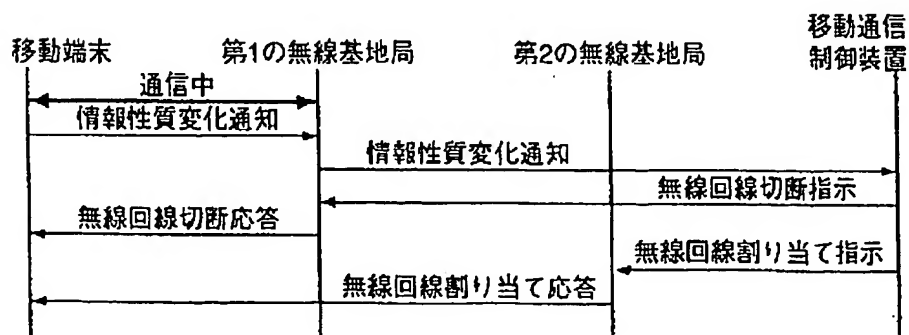 移動端末
第1の無線基地局
第2の無線基地局
移動通信
制御装置
通信中
情報性質変化通知
情報性質変化通知
無線回線切断指示
無線回線切断応答
無線回線割り当て指示
無線回線割り当て応答